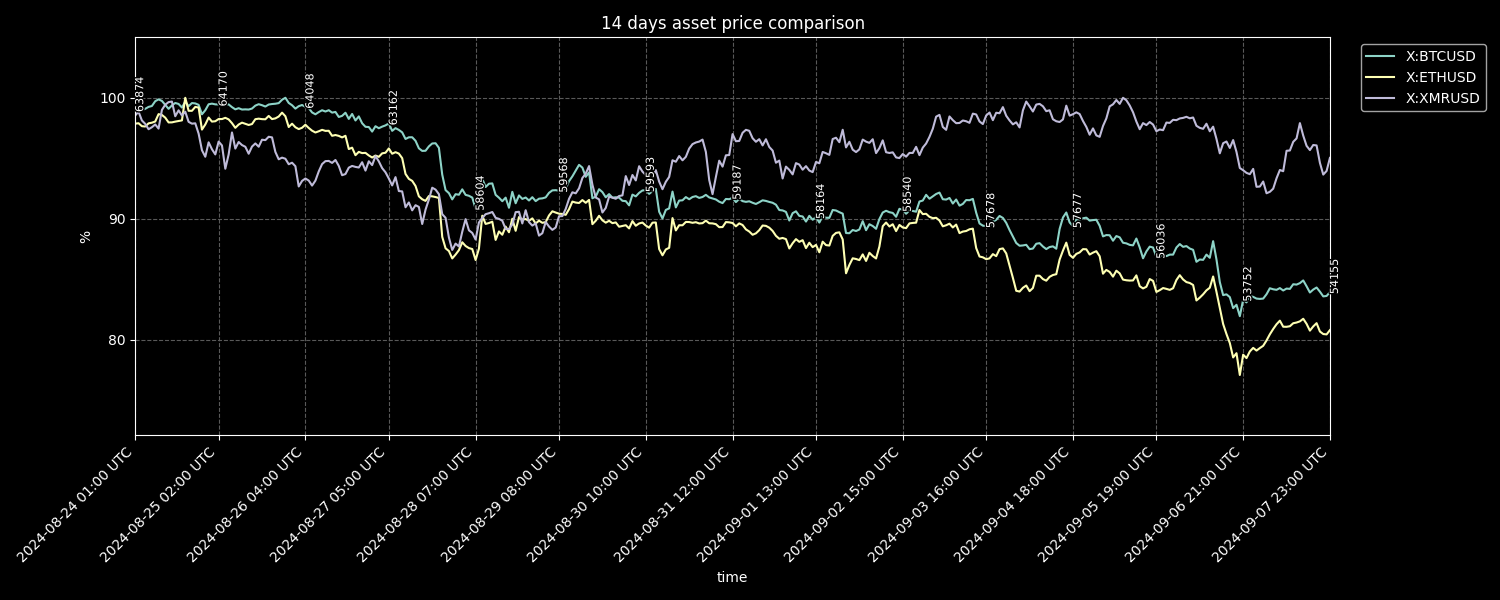 14 days asset price comparison
X:BTCUSD
X:ETHUSD
X:XMRUSD
%
100
90
80
63874
64170
64048
63162
58604
59568
59593
59187
58164
58540
57678
57677
56036
53752
54155
2024-08-24 01:00 UTC
2024-08-25 02:00 UTC
2024-08-26 04:00 UTC
2024-08-27 05:00 UTC
2024-08-28 07:00 UTC
2024-08-29 08:00 UTC
2024-08-30 10:00 UTC
2024-08-31 12:00 UTC
2024-09-01 13:00 UTC
2024-09-02 15:00 UTC
2024-09-03 16:00 UTC
2024-09-04 18:00 UTC
2024-09-05 19:00 UTC
2024-09-06 21:00 UTC
2024-09-07 23:00 UTC
time